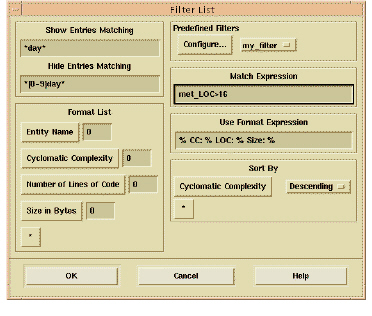 Filter List
Show Entries Matching
*day*
Hide Entries Matching
*[0-9]day*
Format List
Entity Name 0
Cyclomatic Complexity 0
Number of Lines of Code 0
Size in Bytes 0
*
Predefined Filters
Configure... my_filter
Match Expression
met_LOC>16
Use Format Expression
% CC: % LOC: % Size: %
Sort By
Cyclomatic Complexity Descending
*
OK Cancel Help